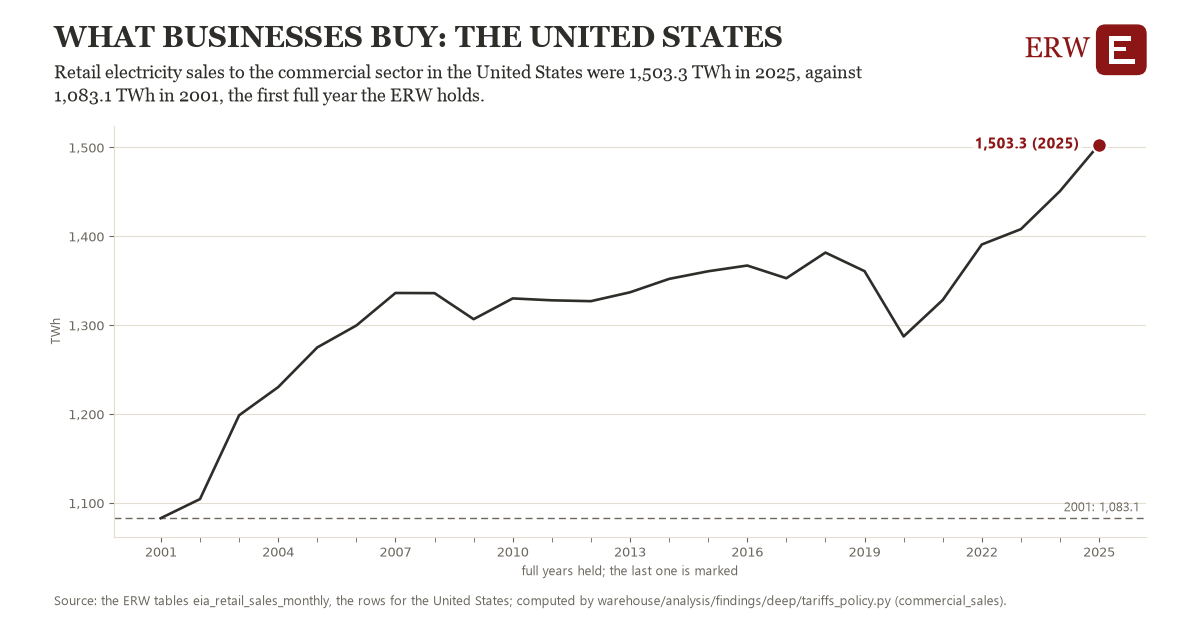 WHAT BUSINESSES BUY: THE UNITED STATES
ERW E
Retail electricity sales to the commercial sector in the United States were 1,503.3 TWh in 2025, against
1,083.1 TWh in 2001, the first full year the ERW holds.
1,503.3 (2025)
1,500
1,400
1,300
1,200
1,100
TWh
2001: 1,083.1
2001 2004 2007 2010 2013 2016 2019 2022 2025
full years held; the last one is marked
Source: the ERW tables eia_retail_sales_monthly, the rows for the United States; computed by warehouse/analysis/findings/deep/tariffs_policy.py (commercial_sales).